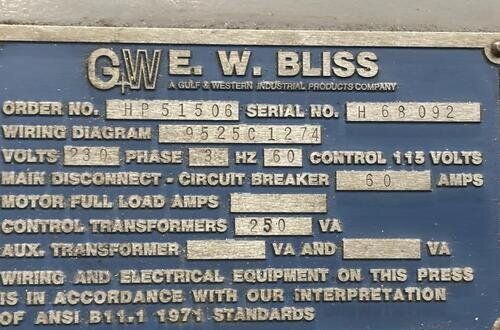 G+W E. W. BLISS
A GULF & WESTERN INDUSTRIAL PRODUCTS COMPANY
ORDER NO. HP51506 SERIAL NO. H 68092
WIRING DIAGRAM 9525C1274
VOLTS 230 PHASE 3 HZ 60 CONTROL 115 VOLTS
MAIN DISCONNECT - CIRCUIT BREAKER 60 AMPS
MOTOR FULL LOAD AMPS
CONTROL TRANSFORMERS 250 VA
AUX. TRANSFORMER VA AND VA
WIRING AND ELECTRICAL EQUIPMENT ON THIS PRESS
IS IN ACCORDANCE WITH OUR INTERPRETATION
OF ANSI B11.1 1971 STANDARDS